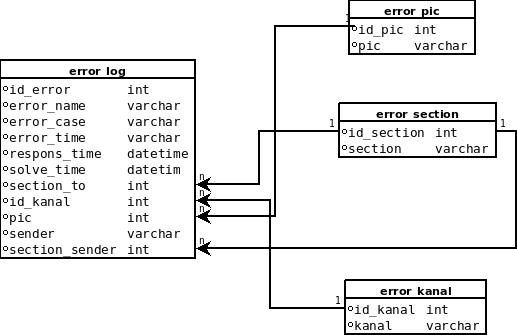 error log
id_error int
error_name varchar
error_case varchar
error_time varchar
respons_time datetime
solve_time datetim
section_to int
id_kanal int
pic int
sender varchar
section_sender int
n
n
n
n
error pic
1
id_pic int
pic varchar
error section
1
1
id_section int
section varchar
error kanal
1
id_kanal int
kanal varchar